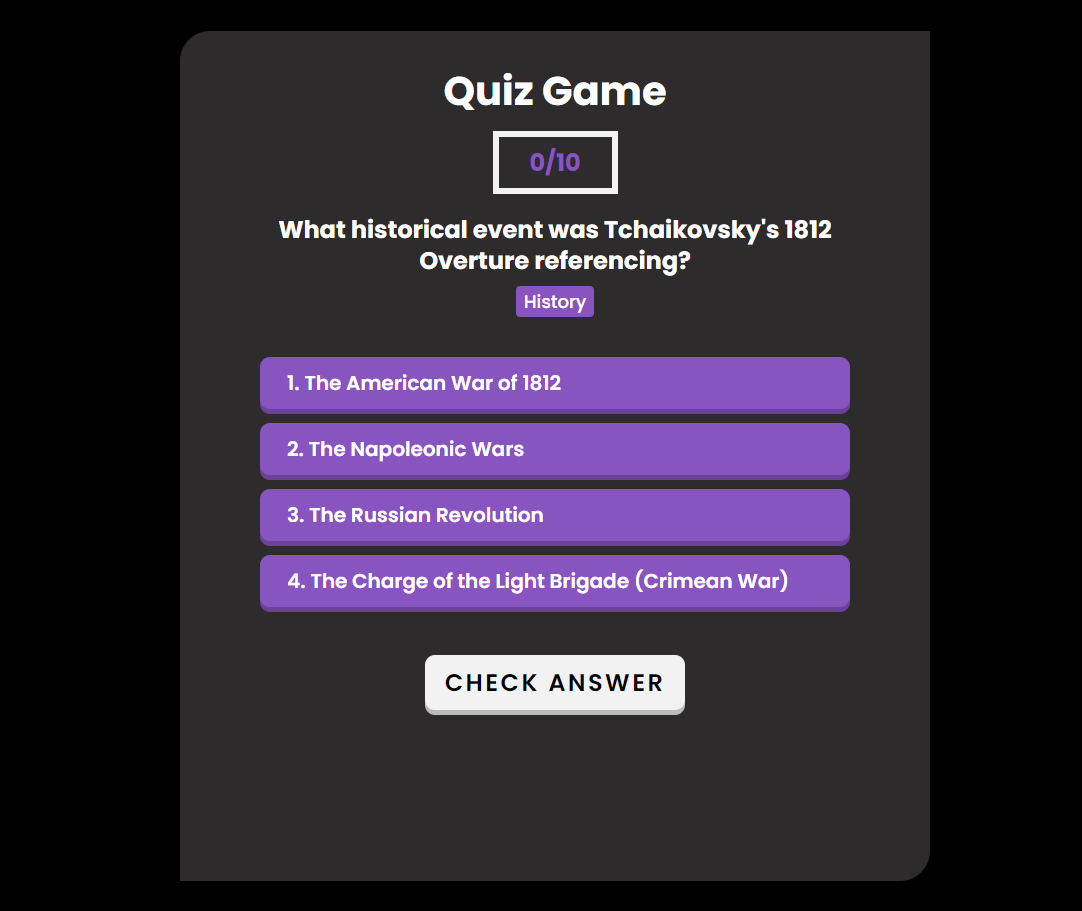 Quiz Game
0/10
What historical event was Tchaikovsky's 1812
Overture referencing?
History
1. The American War of 1812
2. The Napoleonic Wars
3. The Russian Revolution
4. The Charge of the Light Brigade (Crimean War)
CHECK ANSWER